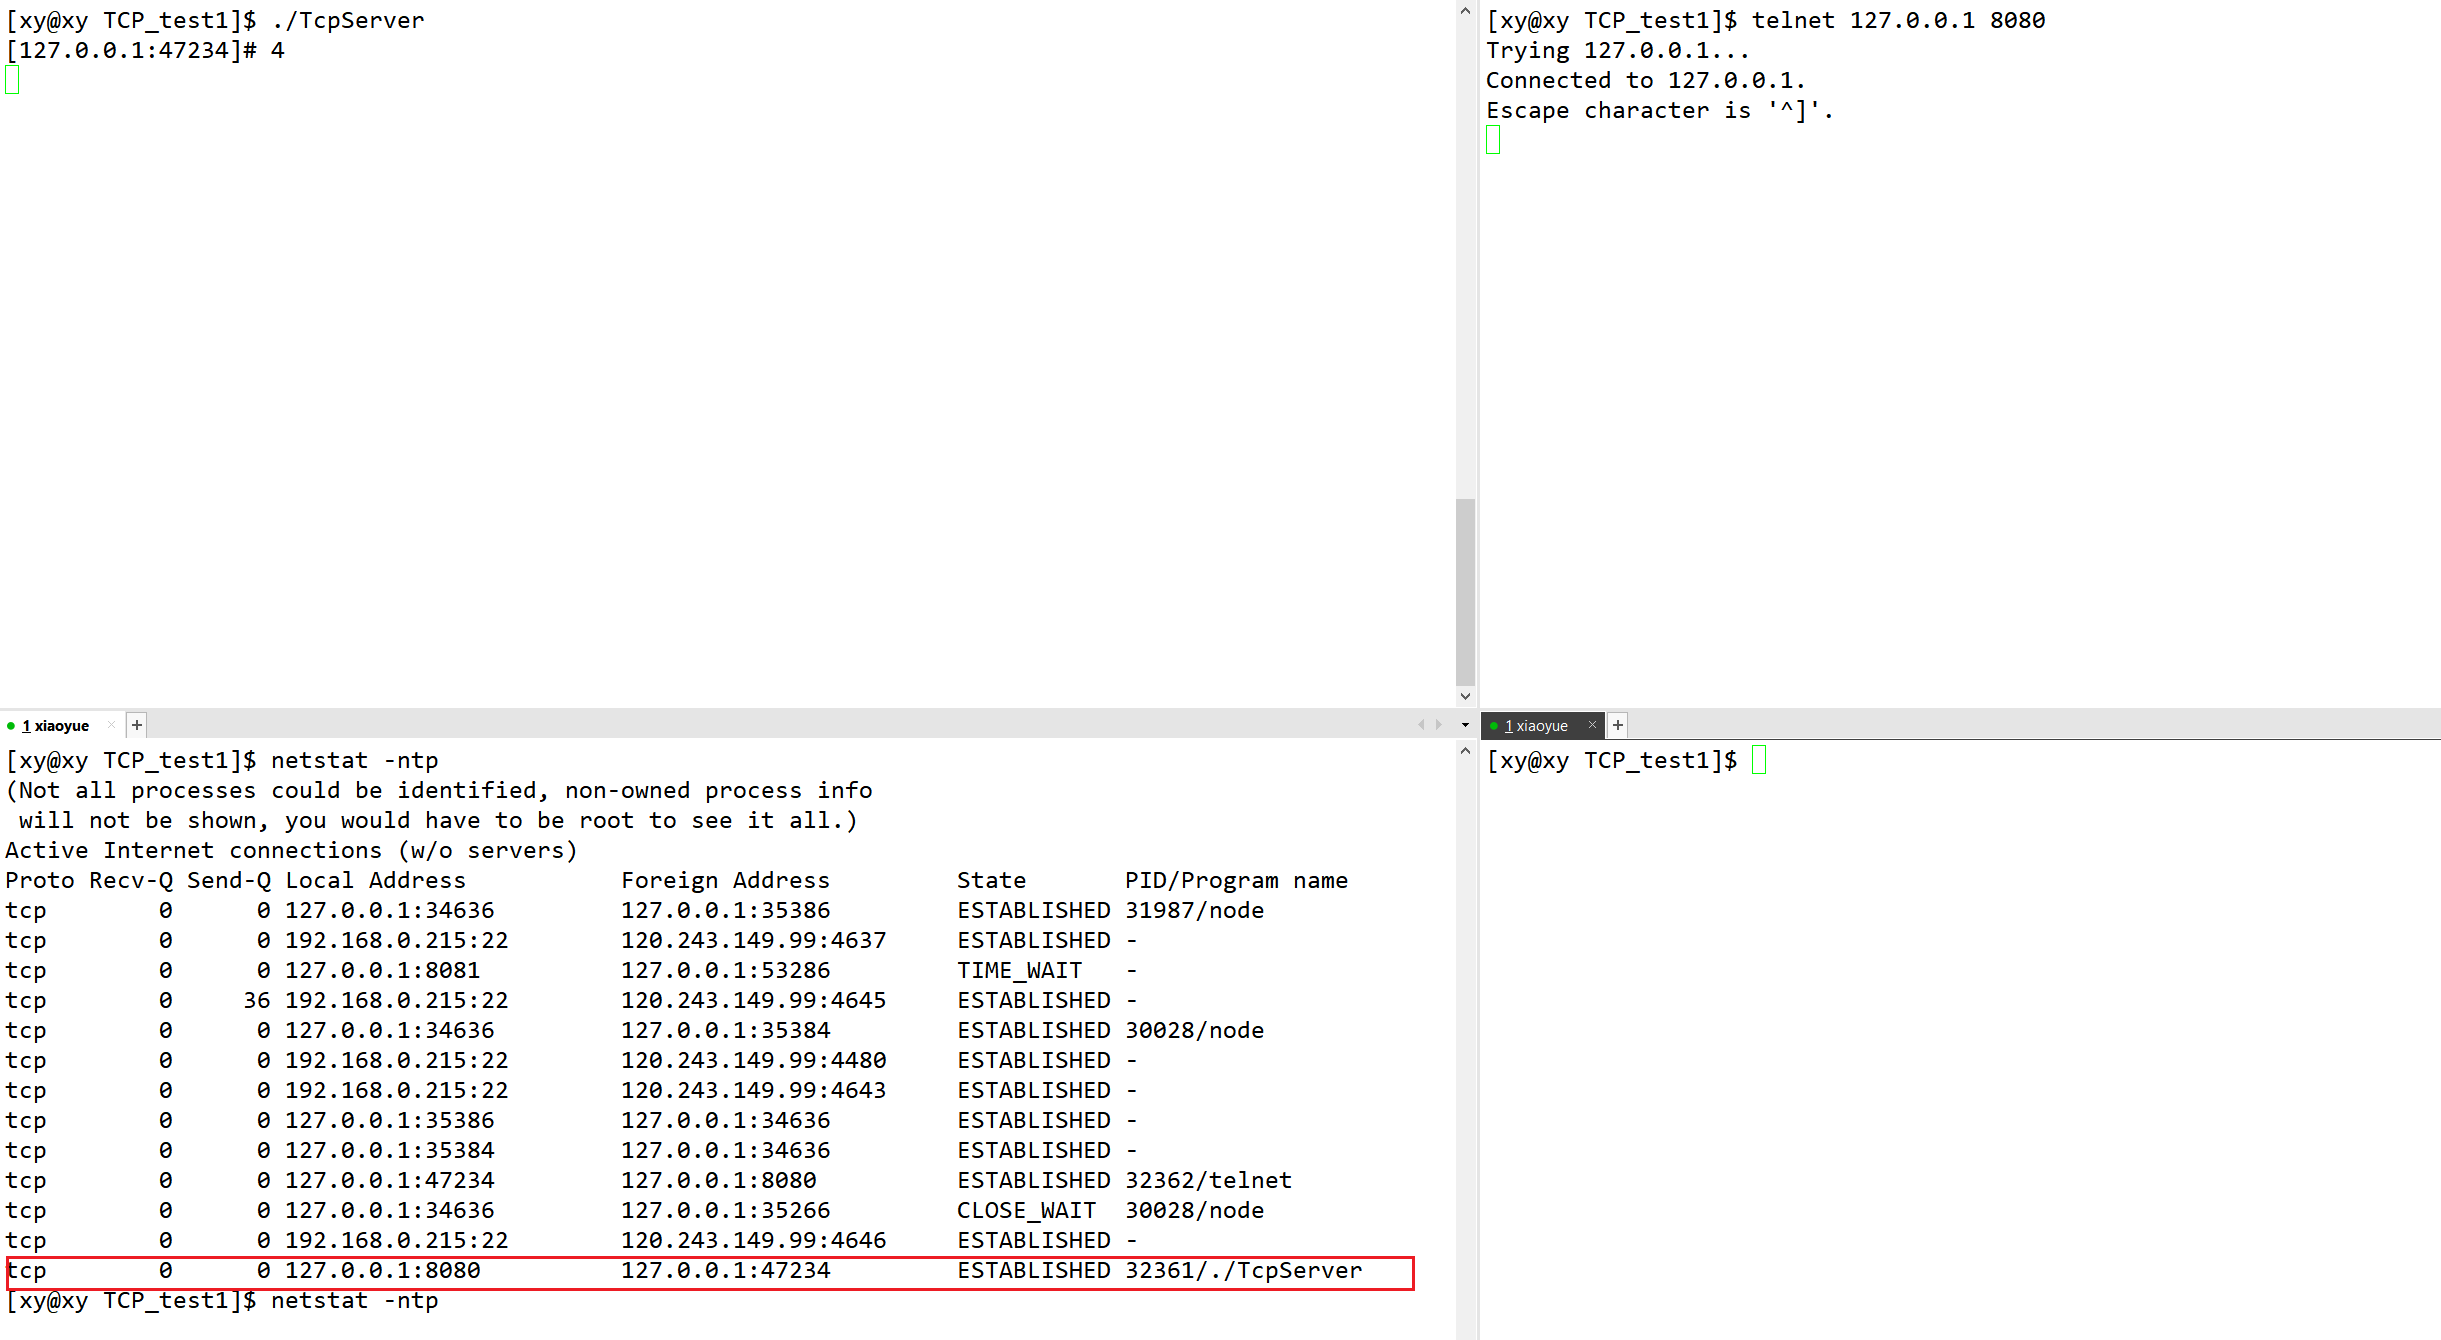 [xy@xy TCP_test1]$ ./TcpServer
[127.0.0.1:47234]# 4
[xy@xy TCP_test1]$ telnet 127.0.0.1 8080
Trying 127.0.0.1...
Connected to 127.0.0.1.
Escape character is '^]'.
1 xiaoyue × +
[xy@xy TCP_test1]$ netstat -ntp
(Not all processes could be identified, non-owned process info
 will not be shown, you would have to be root to see it all.)
Active Internet connections (w/o servers)
Proto Recv-Q Send-Q Local Address           Foreign Address         State       PID/Program name
tcp        0      0 127.0.0.1:34636         127.0.0.1:35386         ESTABLISHED 31987/node
tcp        0      0 192.168.0.215:22        120.243.149.99:4637     ESTABLISHED -
tcp        0      0 127.0.0.1:8081          127.0.0.1:53286         TIME_WAIT   -
tcp        0     36 192.168.0.215:22        120.243.149.99:4645     ESTABLISHED -
tcp        0      0 127.0.0.1:34636         127.0.0.1:35384         ESTABLISHED 30028/node
tcp        0      0 192.168.0.215:22        120.243.149.99:4480     ESTABLISHED -
tcp        0      0 192.168.0.215:22        120.243.149.99:4643     ESTABLISHED -
tcp        0      0 127.0.0.1:35386         127.0.0.1:34636         ESTABLISHED -
tcp        0      0 127.0.0.1:35384         127.0.0.1:34636         ESTABLISHED -
tcp        0      0 127.0.0.1:47234         127.0.0.1:8080          ESTABLISHED 32362/telnet
tcp        0      0 127.0.0.1:34636         127.0.0.1:35266         CLOSE_WAIT  30028/node
tcp        0      0 192.168.0.215:22        120.243.149.99:4646     ESTABLISHED -
tcp        0      0 127.0.0.1:8080          127.0.0.1:47234         ESTABLISHED 32361/./TcpServer
[xy@xy TCP_test1]$ netstat -ntp
1 xiaoyue × +
[xy@xy TCP_test1]$